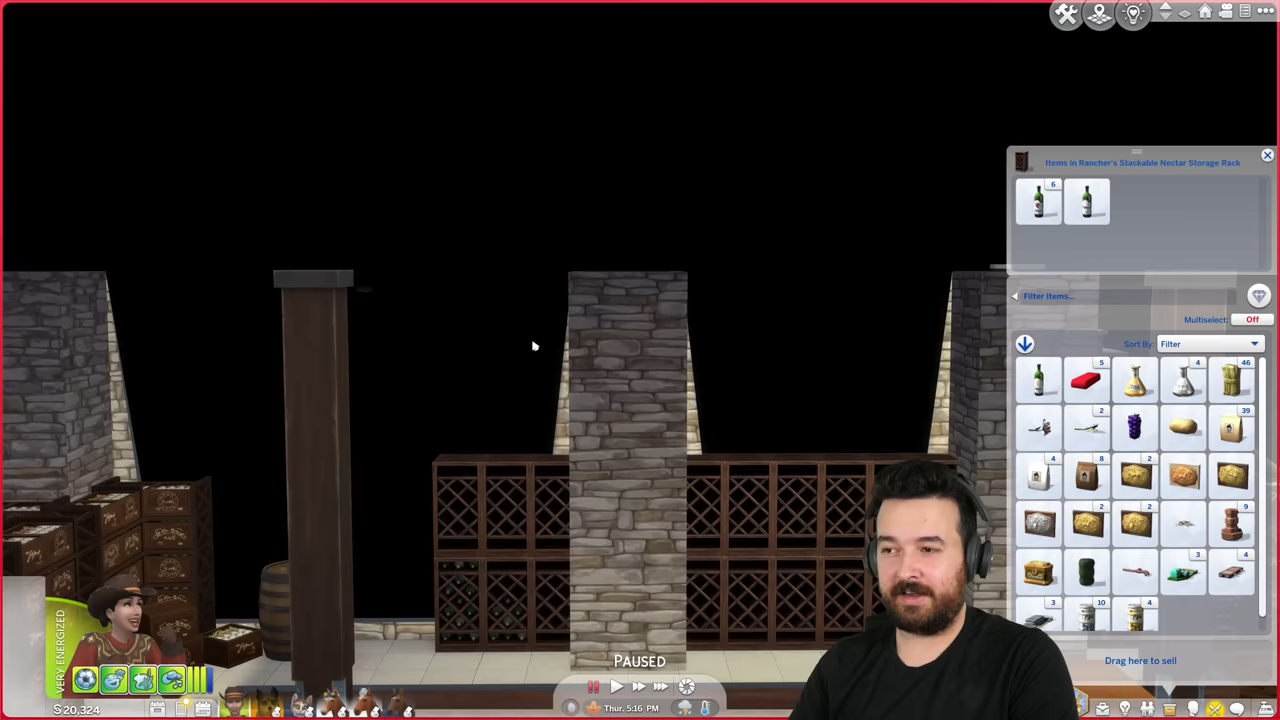 Items in Rancher's Stackable Nectar Storage Rack
6
Filter Items...
Multiselect: Off
Sort By: Filter
5
4
46
2
39
4
8
2
2
2
9
3
4
3
10
4
Drag here to sell
PAUSED
VERY ENERGIZED
§20,324
Thur. 5:16 PM